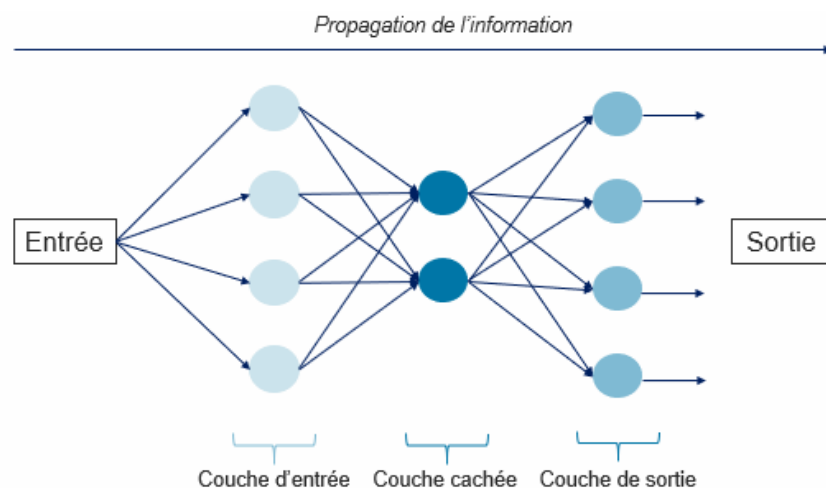 Propagation de l'information
Entrée
Sortie
Couche d'entrée
Couche cachée
Couche de sortie